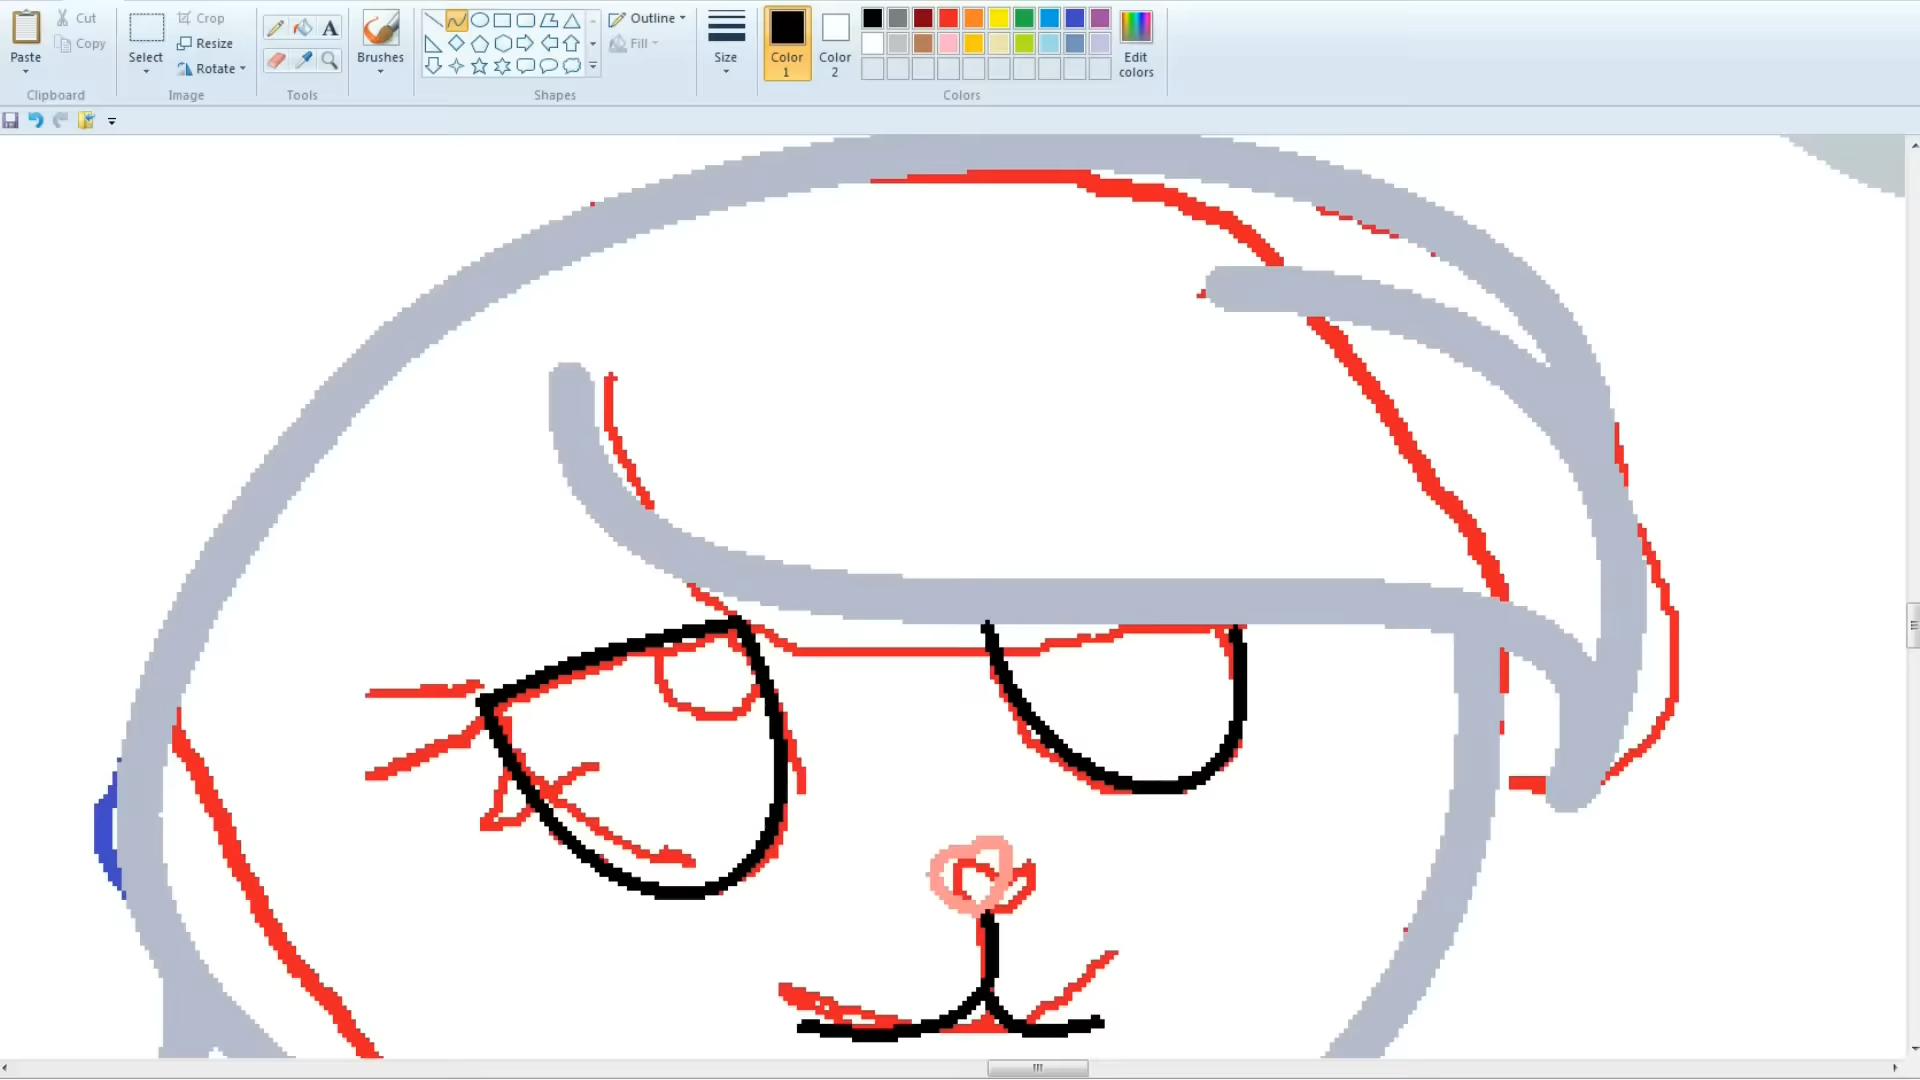 Paste
Cut
Copy
Clipboard
Select
Crop
Resize
Rotate
Image
A
Tools
Brushes
Outline
Fill
Shapes
Size
Color
1
Color
2
Edit
colors
Colors